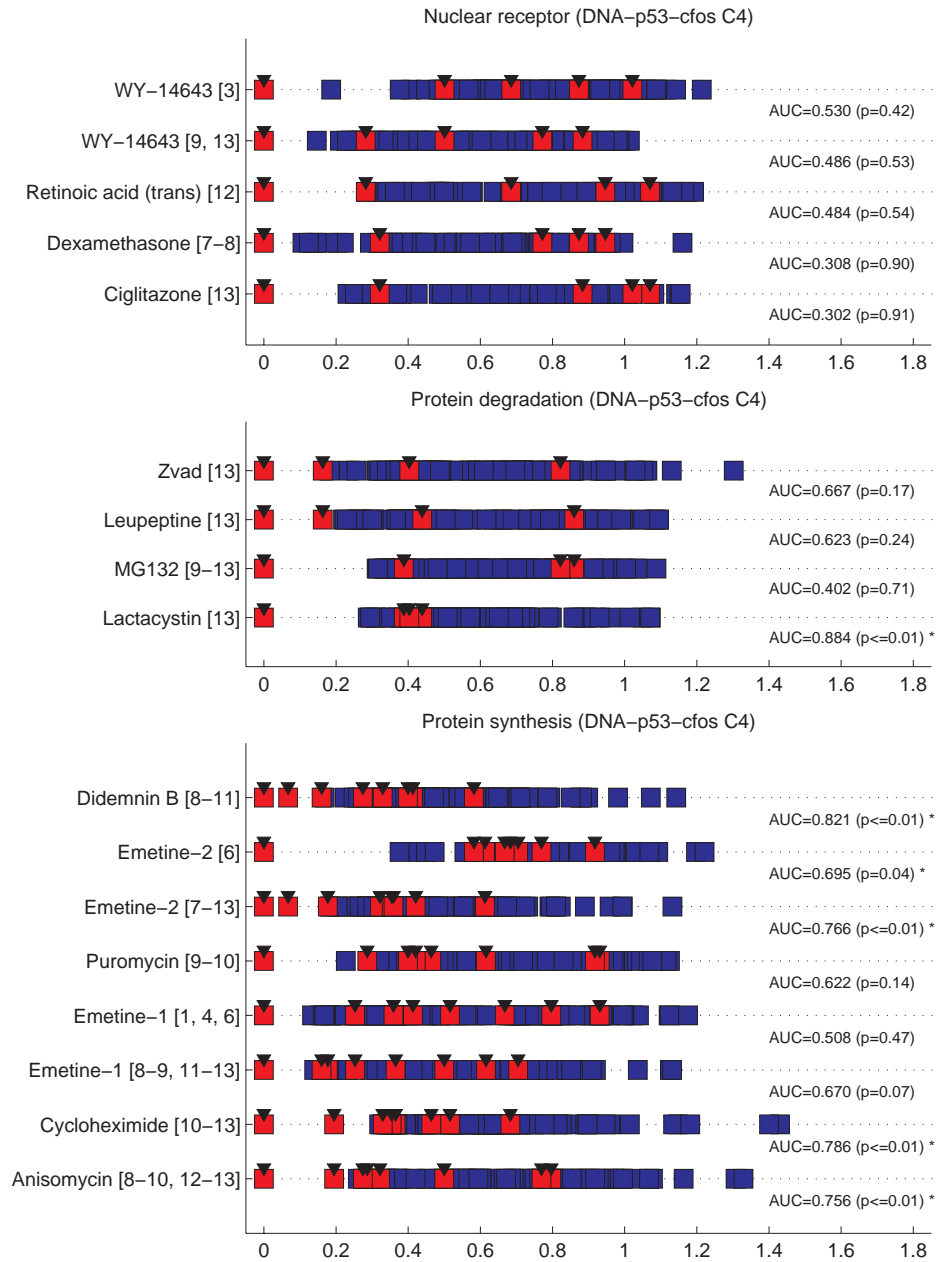 Nuclear receptor (DNA−p53−cfos C4)
WY−14643 [3]
AUC=0.530 (p=0.42)
WY−14643 [9, 13]
AUC=0.486 (p=0.53)
Retinoic acid (trans) [12]
AUC=0.484 (p=0.54)
Dexamethasone [7−8]
AUC=0.308 (p=0.90)
Ciglitazone [13]
AUC=0.302 (p=0.91)
0 0.2 0.4 0.6 0.8 1 1.2 1.4 1.6 1.8
Protein degradation (DNA−p53−cfos C4)
Zvad [13]
AUC=0.667 (p=0.17)
Leupeptine [13]
AUC=0.623 (p=0.24)
MG132 [9−13]
AUC=0.402 (p=0.71)
Lactacystin [13]
AUC=0.884 (p<=0.01) *
0 0.2 0.4 0.6 0.8 1 1.2 1.4 1.6 1.8
Protein synthesis (DNA−p53−cfos C4)
Didemnin B [8−11]
AUC=0.821 (p<=0.01) *
Emetine−2 [6]
AUC=0.695 (p=0.04) *
Emetine−2 [7−13]
AUC=0.766 (p<=0.01) *
Puromycin [9−10]
AUC=0.622 (p=0.14)
Emetine−1 [1, 4, 6]
AUC=0.508 (p=0.47)
Emetine−1 [8−9, 11−13]
AUC=0.670 (p=0.07)
Cycloheximide [10−13]
AUC=0.786 (p<=0.01) *
Anisomycin [8−10, 12−13]
AUC=0.756 (p<=0.01) *
0 0.2 0.4 0.6 0.8 1 1.2 1.4 1.6 1.8